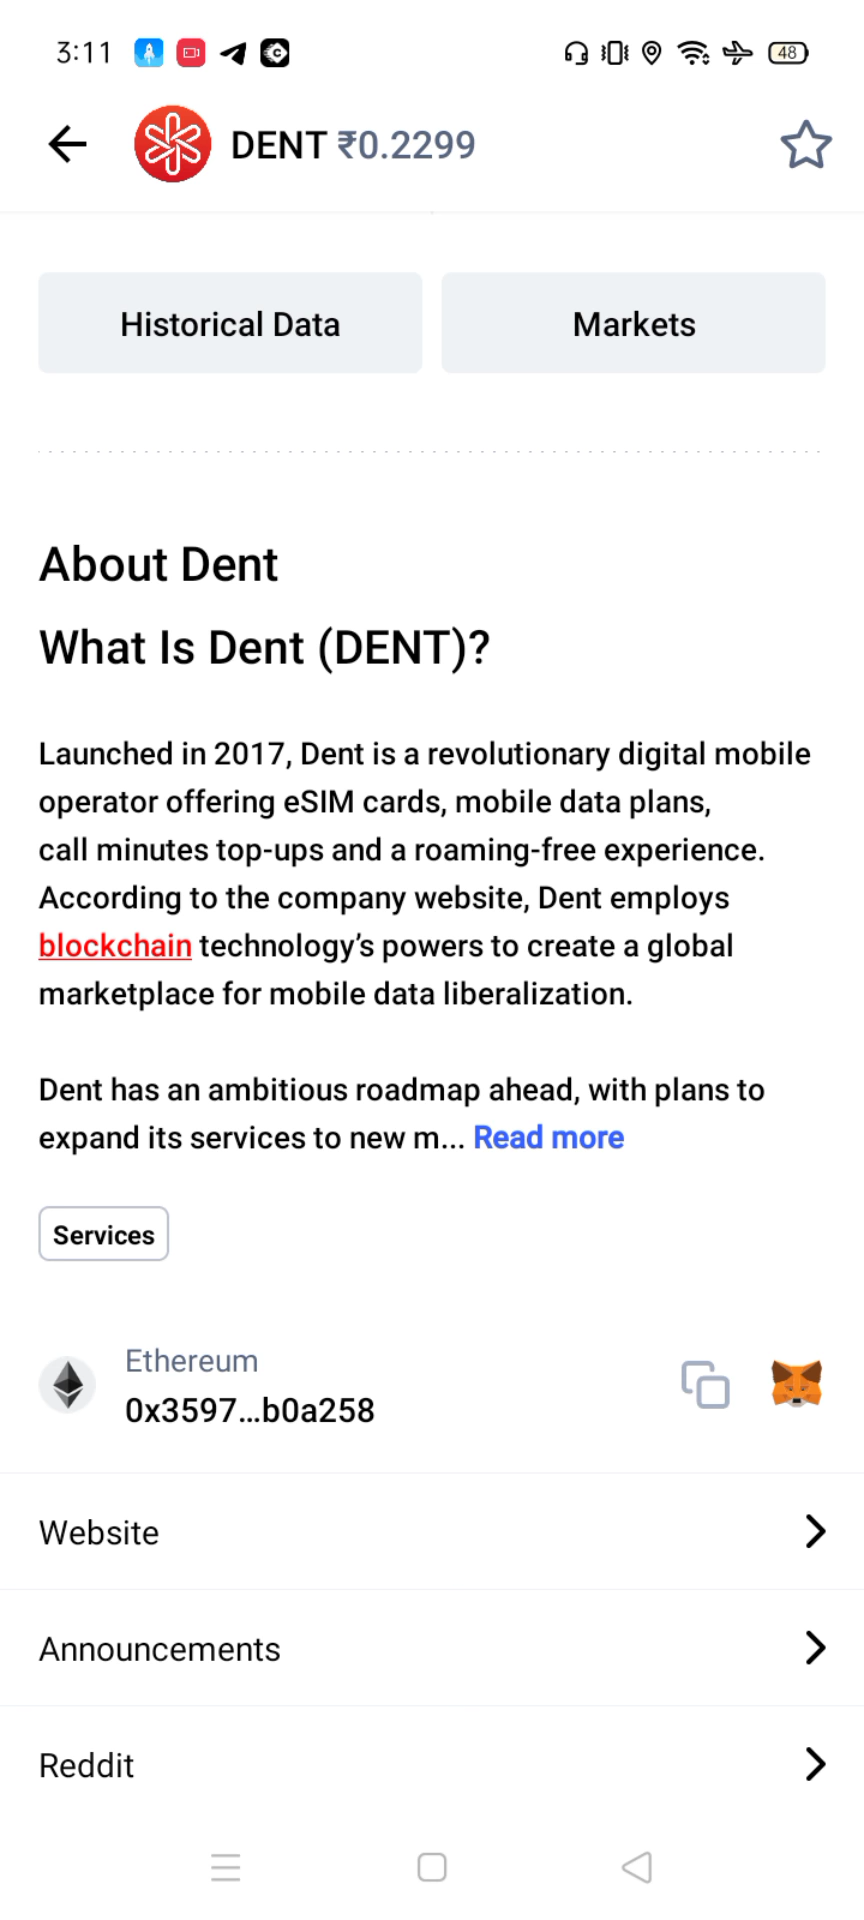 3:11
48
DENT ₹0.2299
Historical Data
Markets
About Dent
What Is Dent (DENT)?
Launched in 2017, Dent is a revolutionary digital mobile
operator offering eSIM cards, mobile data plans,
call minutes top-ups and a roaming-free experience.
According to the company website, Dent employs
blockchain technology’s powers to create a global
marketplace for mobile data liberalization.
Dent has an ambitious roadmap ahead, with plans to
expand its services to new m... Read more
Services
Ethereum
0x3597...b0a258
Website
Announcements
Reddit